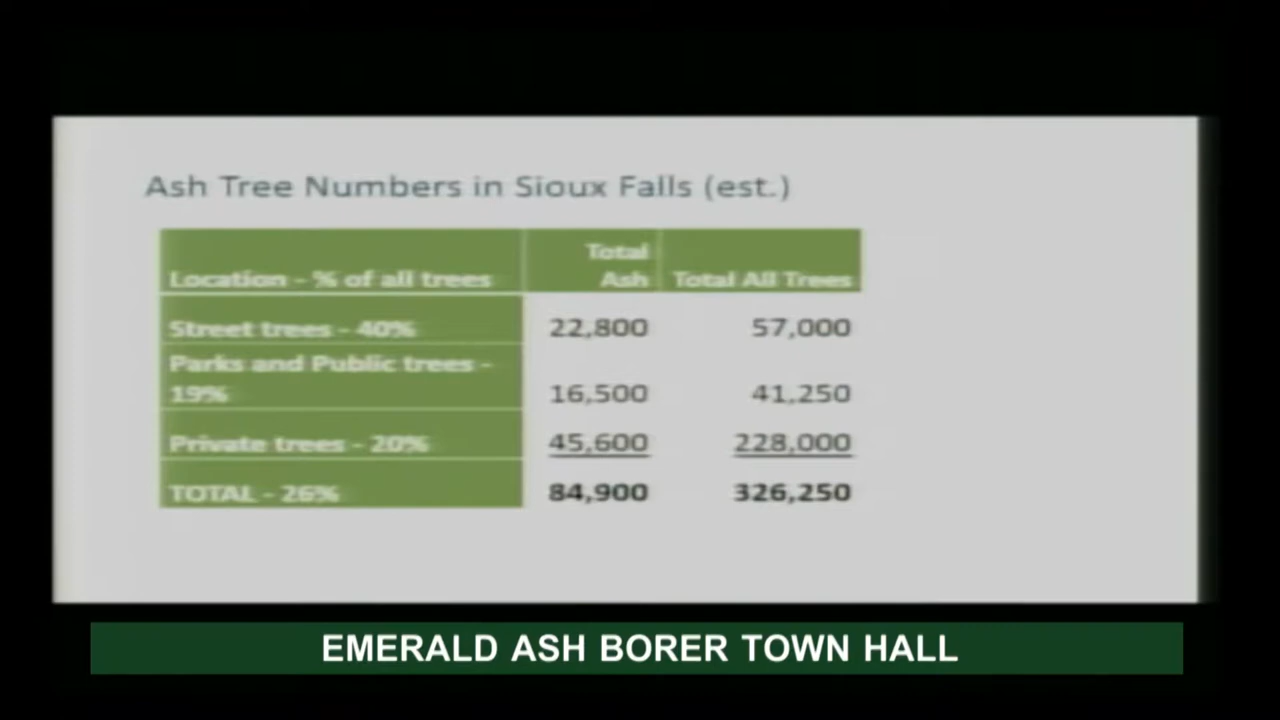 Ash Tree Numbers in Sioux Falls (est.)
Total
Location - % of all trees Ash Total All Trees
Street trees - 40% 22,800 57,000
Parks and Public trees -
19% 16,500 41,250
Private trees - 20% 45,600 228,000
TOTAL - 26% 84,900 326,250
EMERALD ASH BORER TOWN HALL